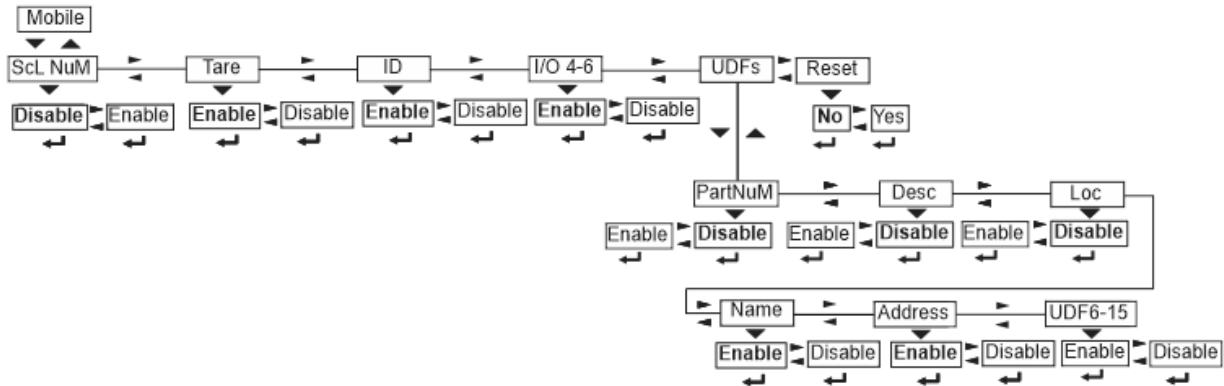 Mobile
ScL NuM Tare ID I/O 4-6 UDFs Reset
Disable Enable Enable Disable Enable Disable Enable Disable No Yes
PartNuM Desc Loc
Enable Disable Enable Disable Enable Disable
Name Address UDF6-15
Enable Disable Enable Disable Enable Disable